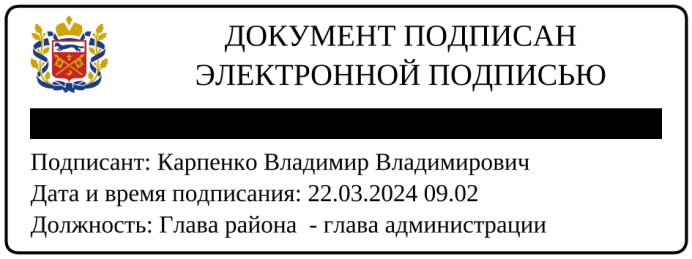 ДОКУМЕНТ ПОДПИСАН
ЭЛЕКТРОННОЙ ПОДПИСЬЮ
Подписант: Карпенко Владимир Владимирович
Дата и время подписания: 22.03.2024 09.02
Должность: Глава района  - глава администрации